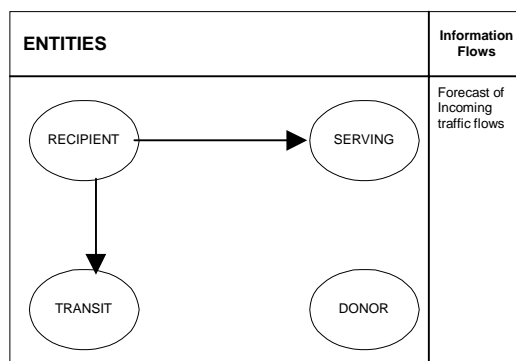 ENTITIES
Information
Flows
Forecast of
Incoming
traffic flows
RECIPIENT
SERVING
TRANSIT
DONOR